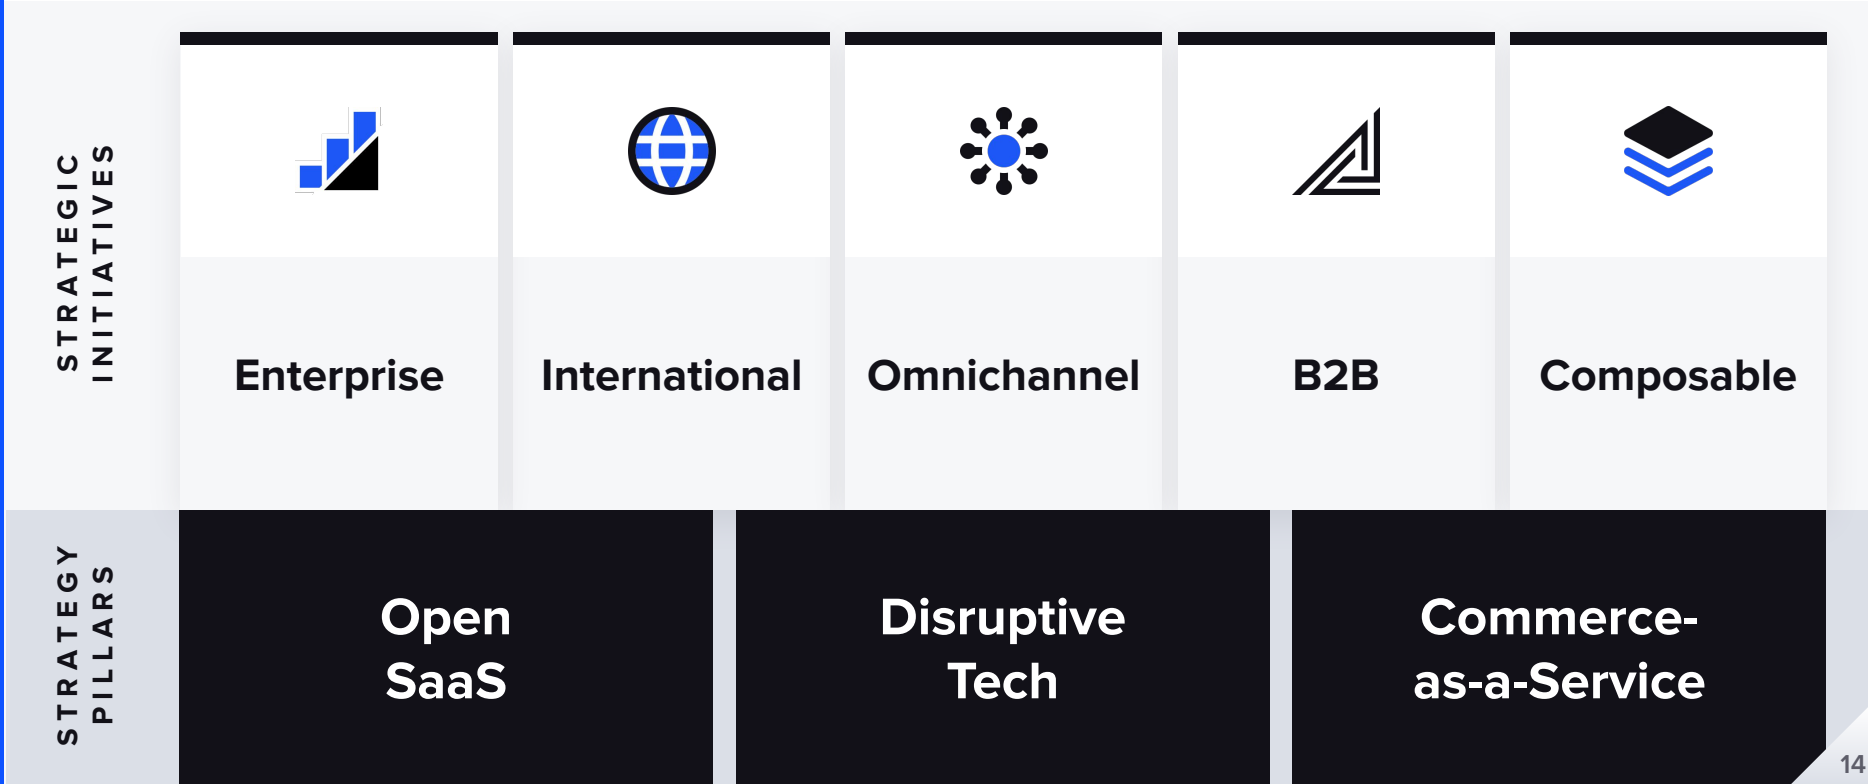 STRATEGIC
INITIATIVES
Enterprise
International
Omnichannel
B2B
Composable
STRATEGY
PILLARS
Open
SaaS
Disruptive
Tech
Commerce-
as-a-Service
14